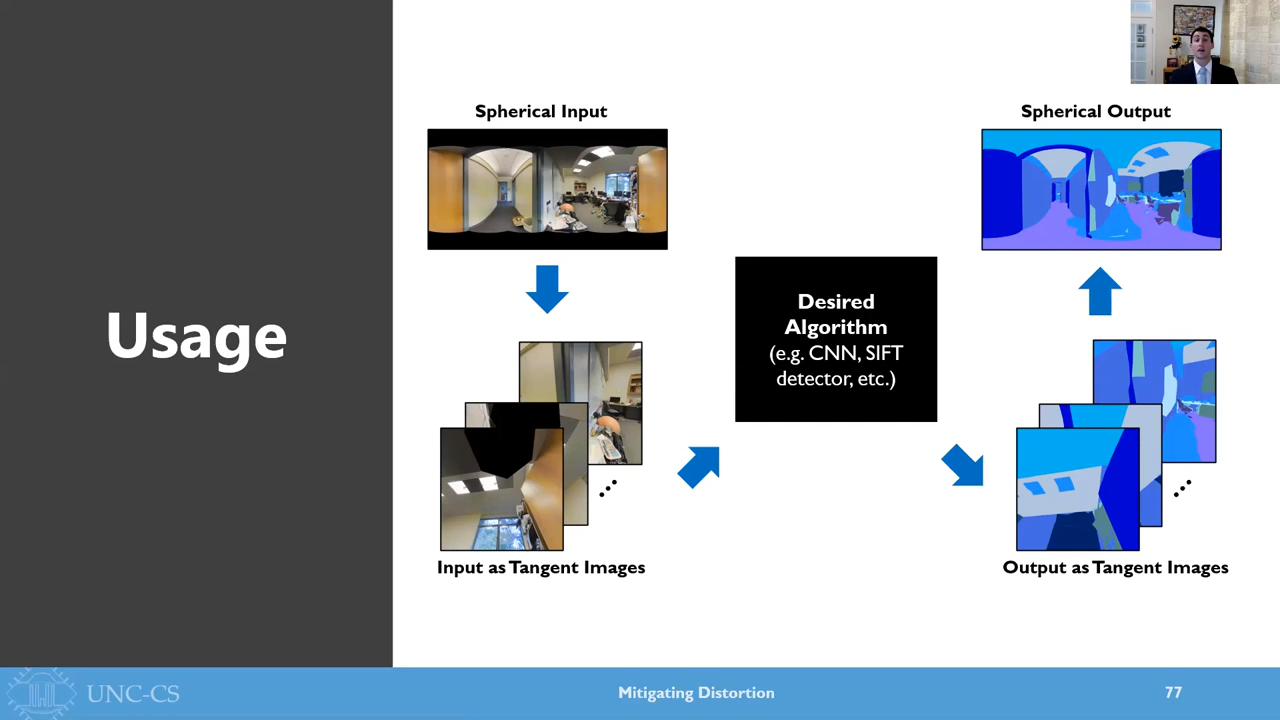 Usage
Spherical Input
Spherical Output
Desired
Algorithm
(e.g. CNN, SIFT
detector, etc.)
Input as Tangent Images
Output as Tangent Images
UNC-CS
Mitigating Distortion
77